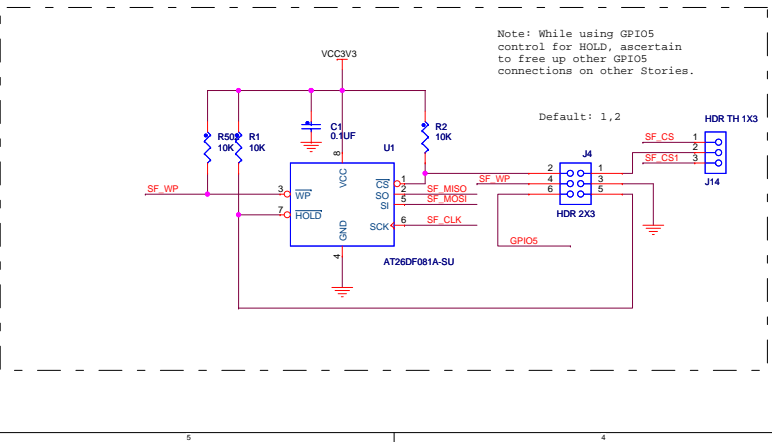 Note: While using GPIO5
control for HOLD, ascertain
to free up other GPIO5
connections on other Stories.
VCC3V3
Default: 1,2
HDR TH 1X3
C1
0.1UF
R1
10K
10K
R2
10K
U1
J4
SF_CS 1
2
SF_CS1 3
J14
8
VCC
SF_WP 3 WP
7 HOLD
CS 1
SO 2 SF_MISO
SI 5 SF_MOSI
SCK 6 SF_CLK
GND
4
AT26DF081A-SU
2 1
SF_WP 4 3
6 5
HDR 2X3
GPIO5
5 4